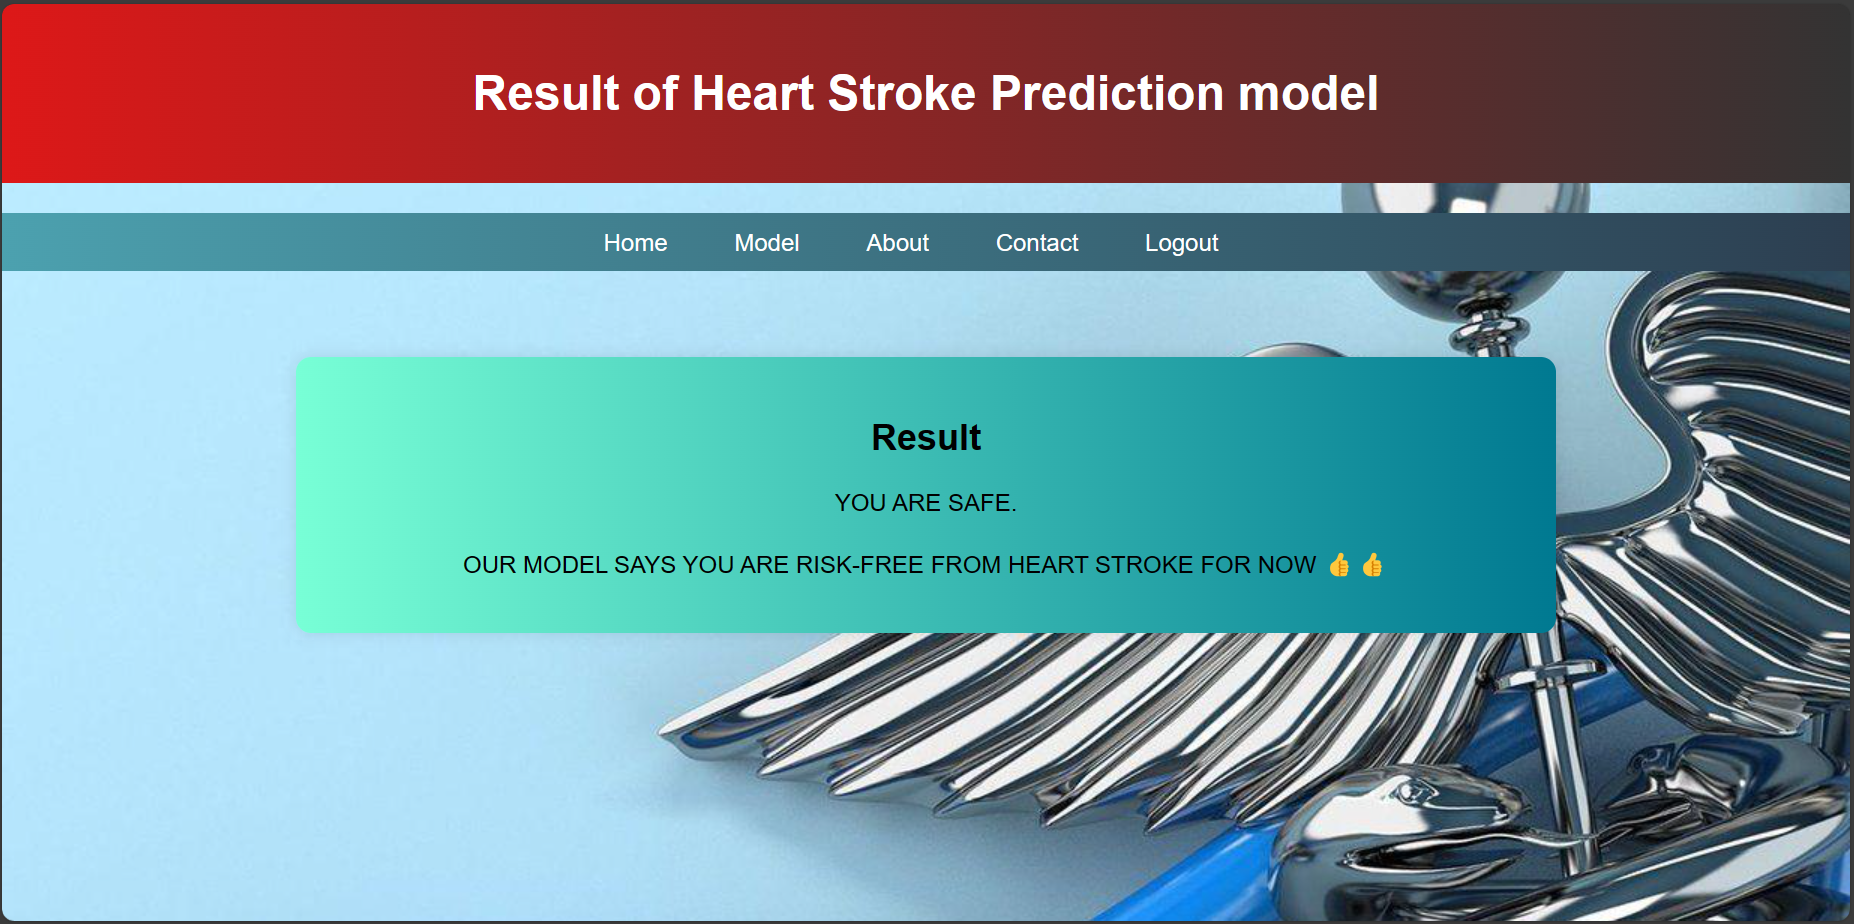 Result of Heart Stroke Prediction model
Home Model About Contact Logout
Result
YOU ARE SAFE.
OUR MODEL SAYS YOU ARE RISK-FREE FROM HEART STROKE FOR NOW 👍 👍